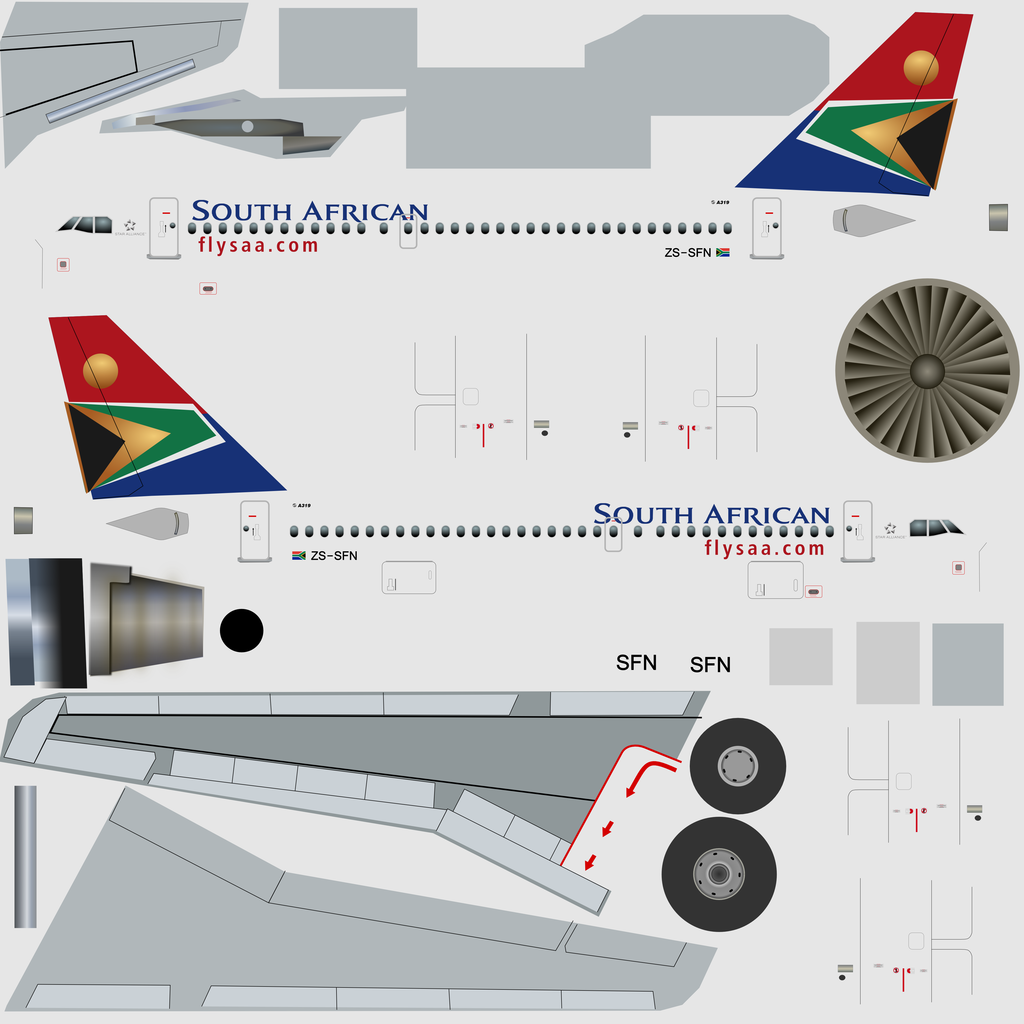 SOUTH AFRICAN
A319
STAR ALLIANCE
flysaa.com
ZS-SFN
A319
SOUTH AFRICAN
STAR ALLIANCE
ZS-SFN
flysaa.com
SFN SFN